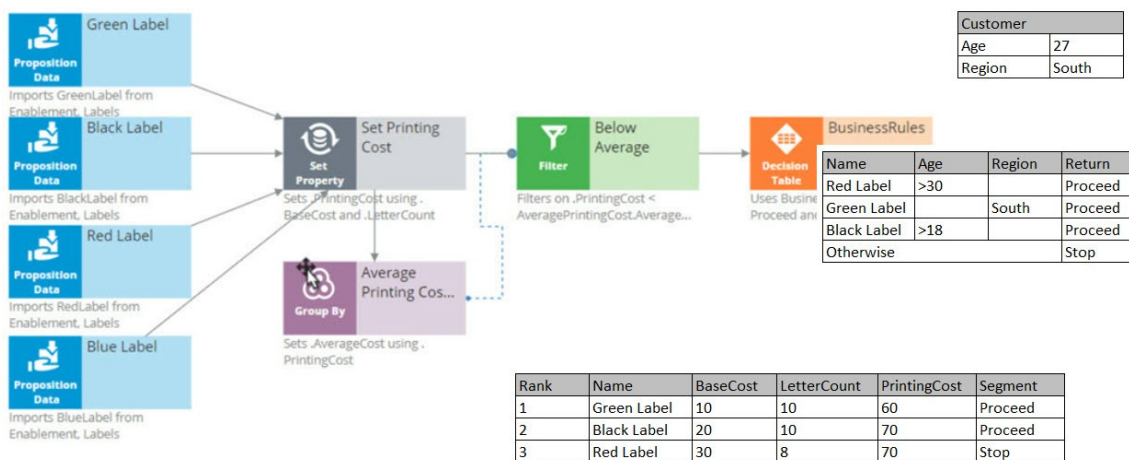 Green Label
Proposition
Data
Imports GreenLabel from
Enablement, Labels
Black Label
Proposition
Data
Imports BlackLabel from
Enablement, Labels
Red Label
Proposition
Data
Imports RedLabel from
Enablement, Labels
Blue Label
Proposition
Data
Imports BlueLabel from
Enablement, Labels
Set Printing
Cost
Set
Property
Sets .PrintingCost using .
BaseCost and .LetterCount
Average
Printing Cos...
Group By
Sets .AverageCost using .
PrintingCost
Below
Average
Filter
Filters on .PrintingCost <
AveragePrintingCost.Average...
BusinessRules
Decision
Table
Uses Busine
Proceed and
Customer
Age 27
Region South
Name Age Region Return
Red Label >30 Proceed
Green Label South Proceed
Black Label >18 Proceed
Otherwise Stop
Rank Name BaseCost LetterCount PrintingCost Segment
1 Green Label 10 10 60 Proceed
2 Black Label 20 10 70 Proceed
3 Red Label 30 8 70 Stop